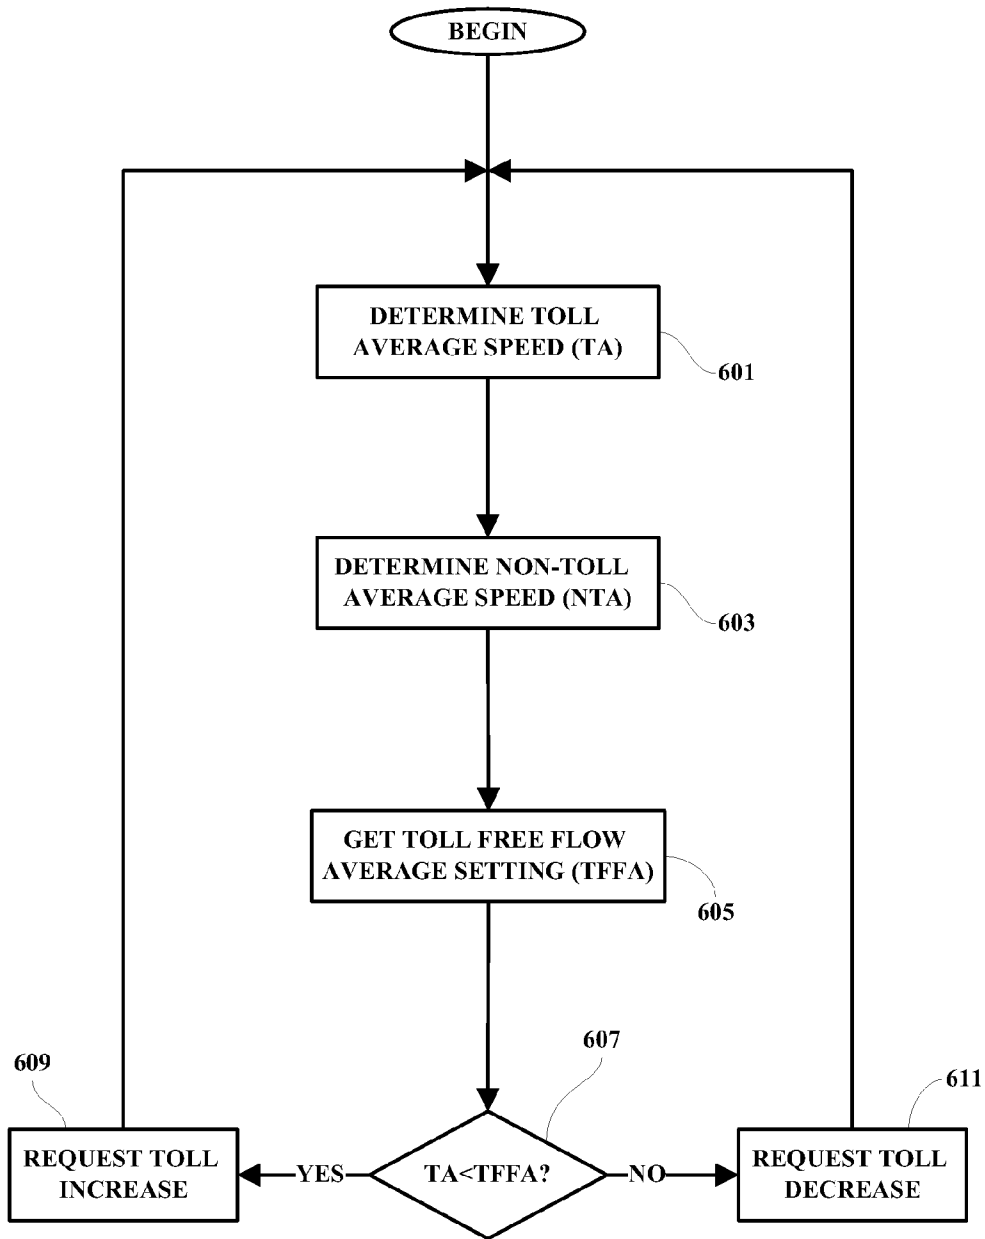 BEGIN
DETERMINE TOLL
AVERAGE SPEED (TA)
601
DETERMINE NON-TOLL
AVERAGE SPEED (NTA)
603
GET TOLL FREE FLOW
AVERAGE SETTING (TFFA)
605
607
609
611
REQUEST TOLL
INCREASE
YES
TA<TFFA?
NO
REQUEST TOLL
DECREASE